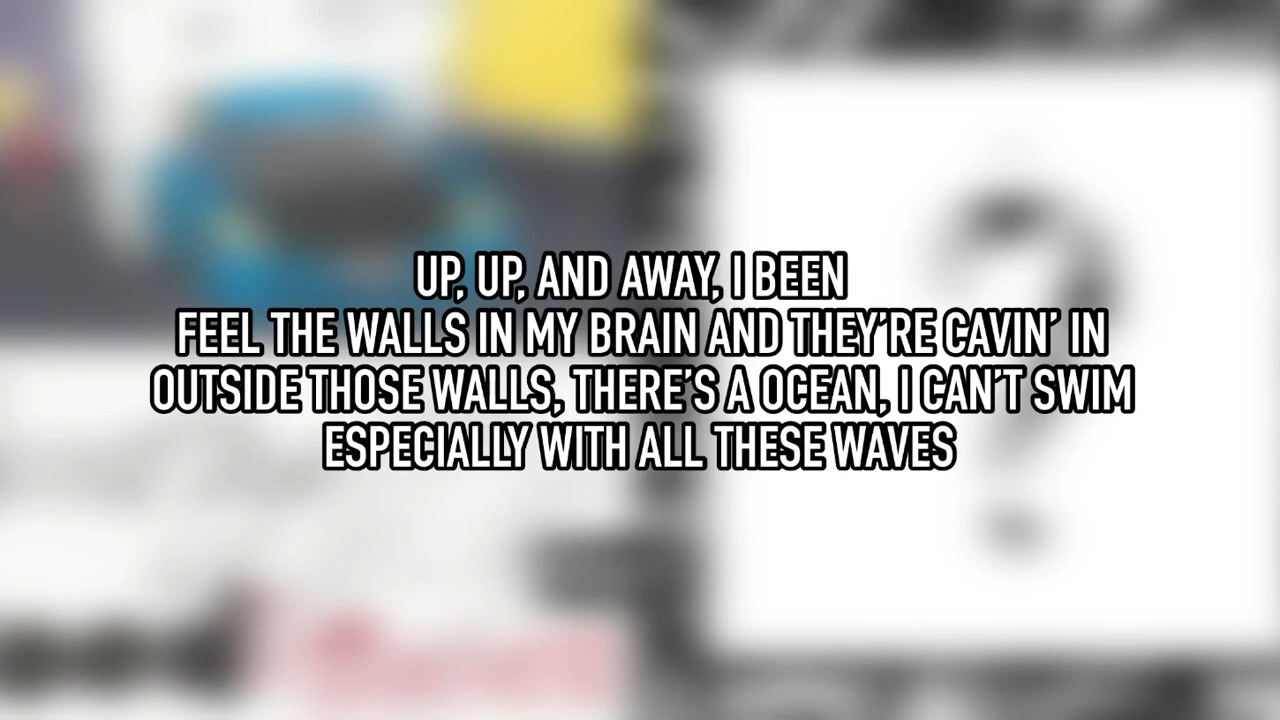 UP, UP, AND AWAY, I BEEN
FEEL THE WALLS IN MY BRAIN AND THEY’RE CAVIN’ IN
OUTSIDE THOSE WALLS, THERE’S A OCEAN, I CAN’T SWIM
ESPECIALLY WITH ALL THESE WAVES